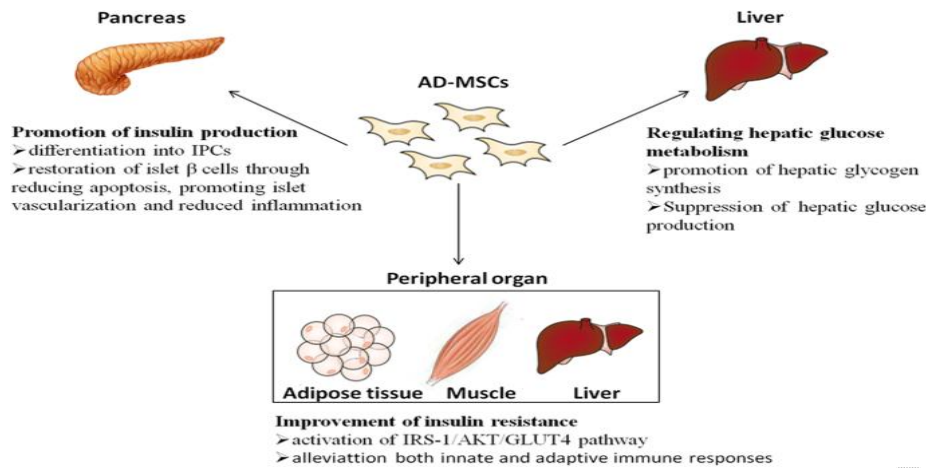 Pancreas
Liver
AD-MSCs
Promotion of insulin production
➢differentiation into IPCs
➢restoration of islet β cells through
reducing apoptosis, promoting islet
vascularization and reduced inflammation
Regulating hepatic glucose
metabolism
➢promotion of hepatic glycogen
synthesis
➢Suppression of hepatic glucose
production
Peripheral organ
Adipose tissue
Muscle
Liver
Improvement of insulin resistance
➢activation of IRS-1/AKT/GLUT4 pathway
➢alleviattion both innate and adaptive immune responses